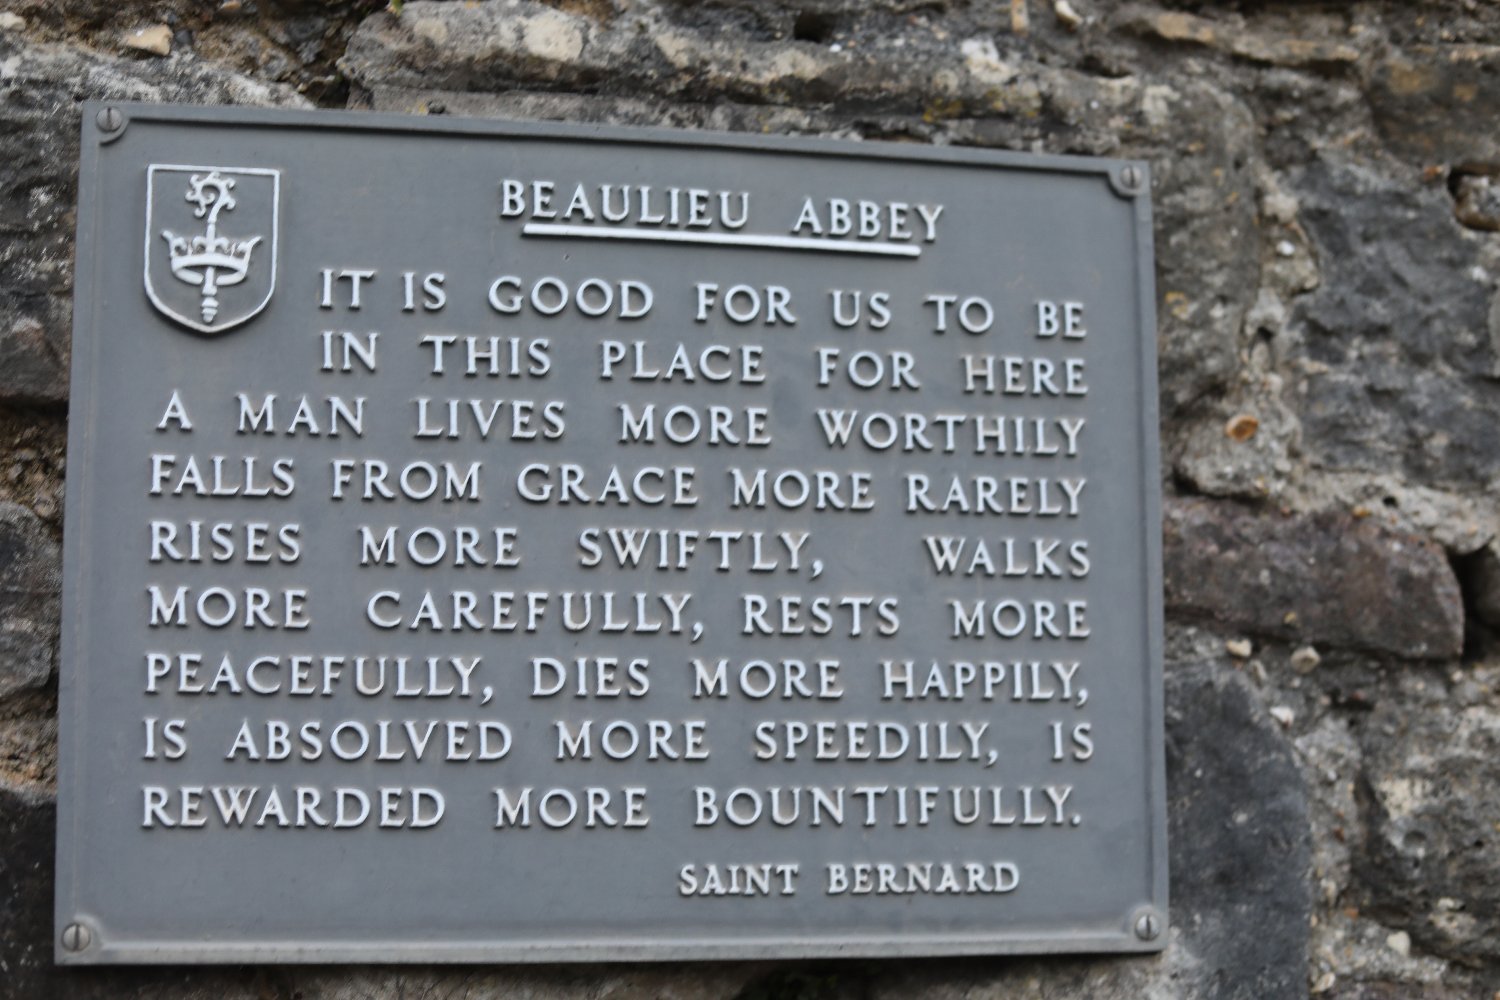 BEAULIEU ABBEY
IT IS GOOD FOR US TO BE
IN THIS PLACE FOR HERE
A MAN LIVES MORE WORTHILY
FALLS FROM GRACE MORE RARELY
RISES MORE SWIFTLY, WALKS
MORE CAREFULLY, RESTS MORE
PEACEFULLY, DIES MORE HAPPILY,
IS ABSOLVED MORE SPEEDILY, IS
REWARDED MORE BOUNTIFULLY.
SAINT BERNARD